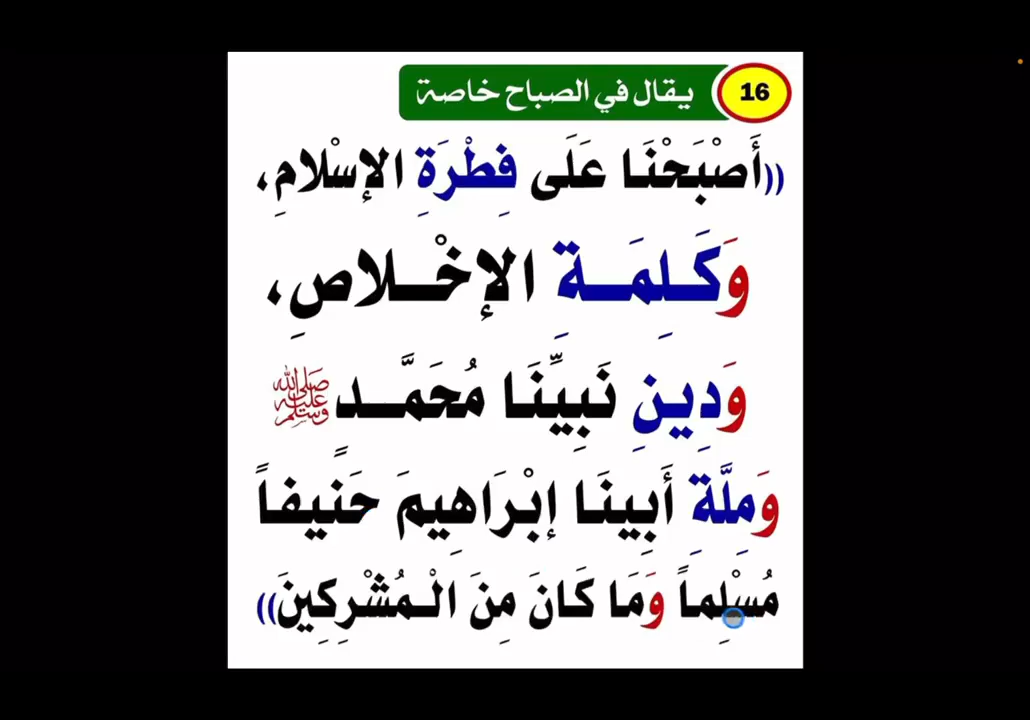 16 يقال في الصباح خاصة
((أَصْبَحْنَا عَلَى فِطْرَةِ الإِسْلامِ،
وَكَلِمَةِ الإِخْلاصِ،
وَدِينِ نَبِيِّنَا مُحَمَّدٍ صلى الله عليه وسلم
وَمِلَّةِ أَبِينَا إِبْرَاهِيمَ حَنِيفاً
مُسْلِماً وَمَا كَانَ مِنَ الْمُشْرِكِينَ))